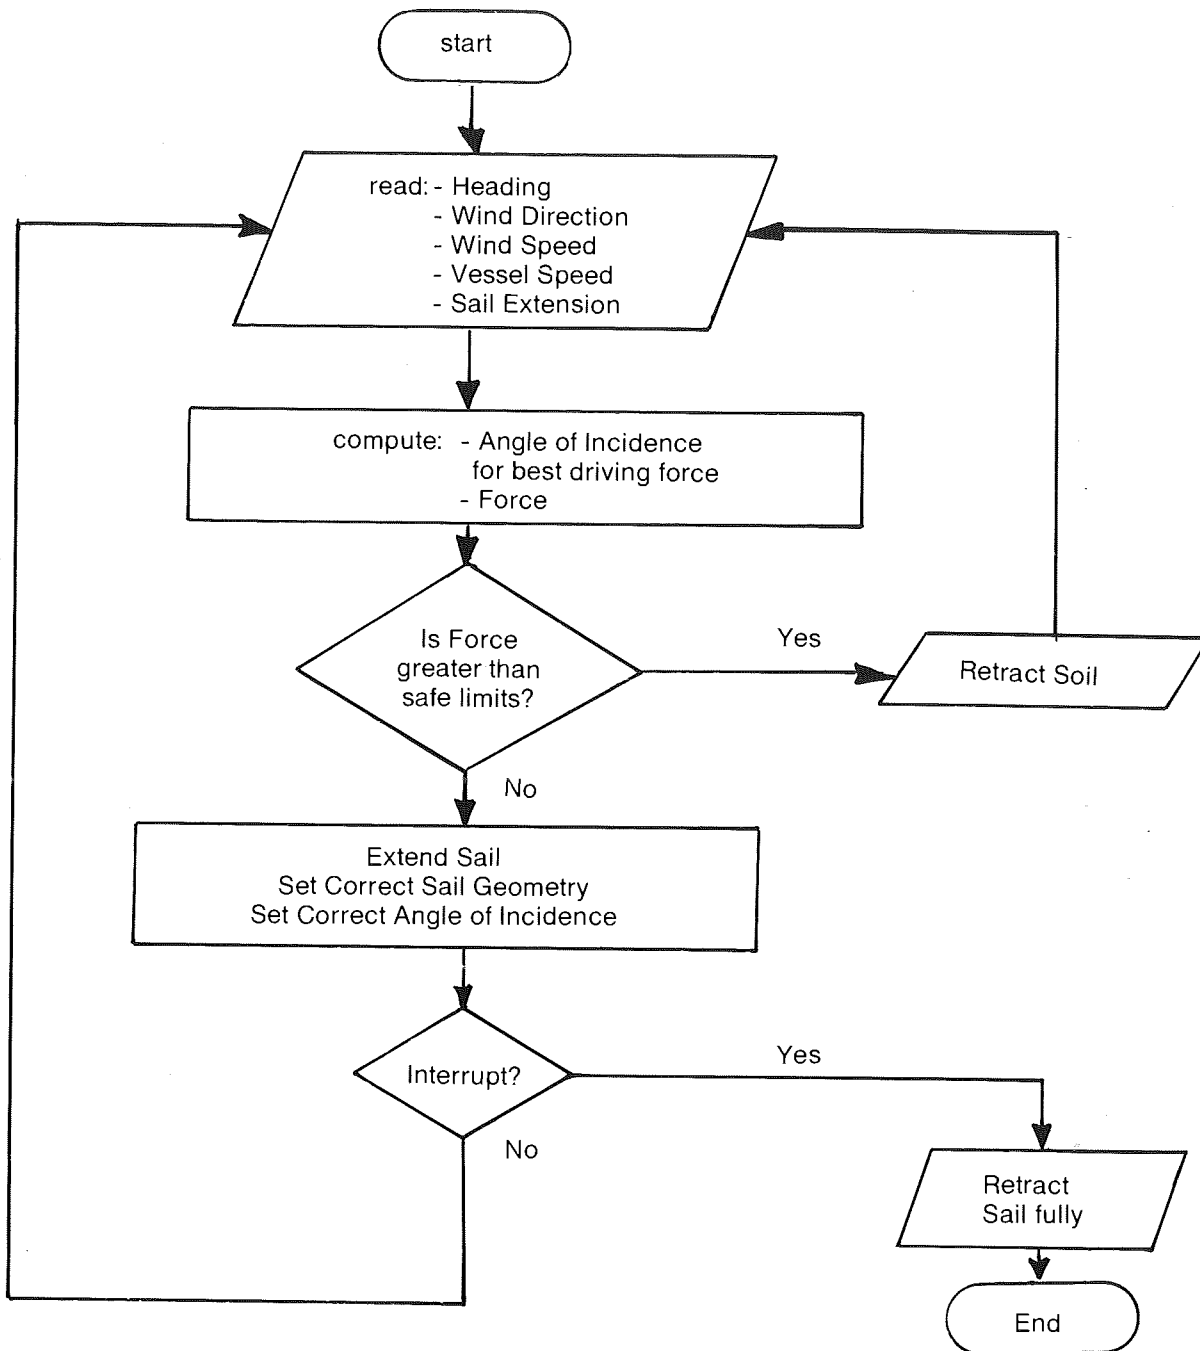 start
read: - Heading
- Wind Direction
- Wind Speed
- Vessel Speed
- Sail Extension
compute: - Angle of Incidence
for best driving force
- Force
Is Force
greater than
safe limits?
Yes
Retract Soil
No
Extend Sail
Set Correct Sail Geometry
Set Correct Angle of Incidence
Interrupt?
Yes
No
Retract
Sail fully
End